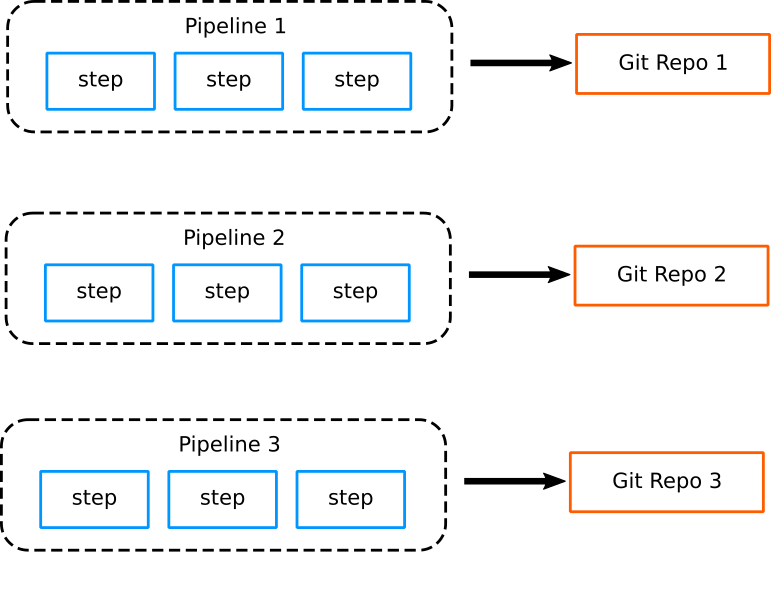 Pipeline 1
step step step
Git Repo 1
Pipeline 2
step step step
Git Repo 2
Pipeline 3
step step step
Git Repo 3